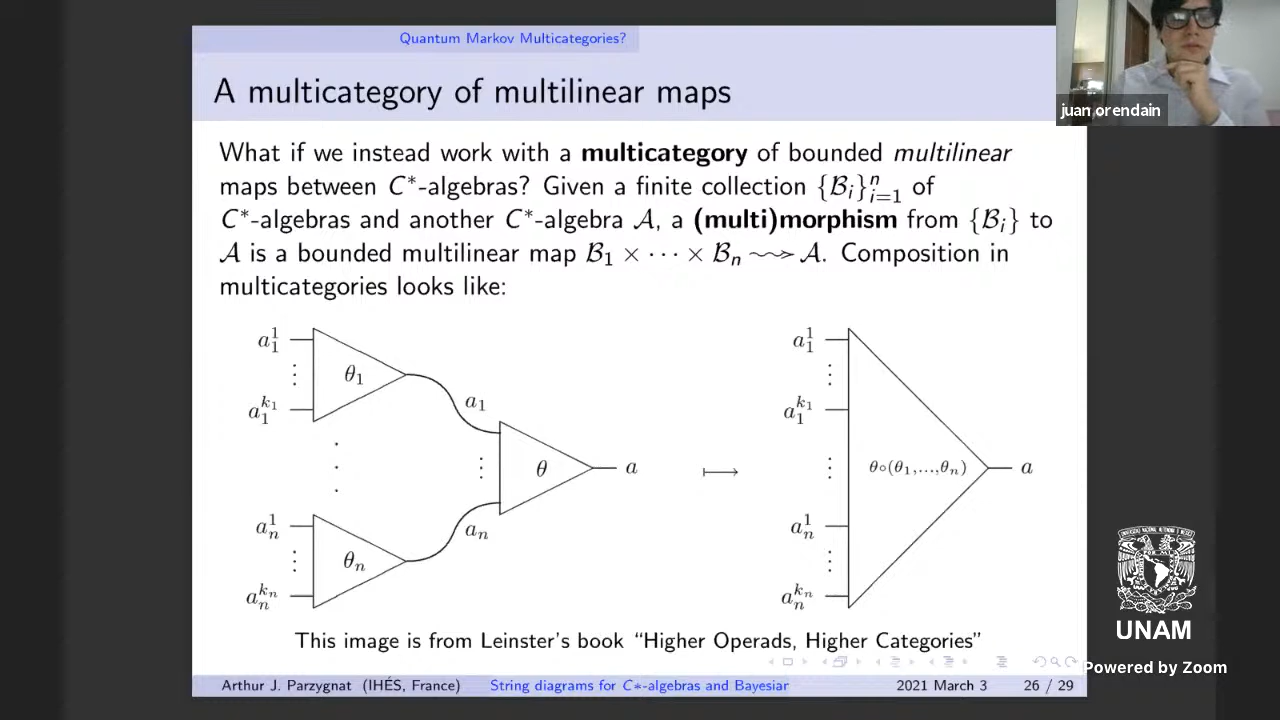 Quantum Markov Multicategories?
A multicategory of multilinear maps
juan orendain
What if we instead work with a multicategory of bounded multilinear
maps between C*-algebras? Given a finite collection {ℬᵢ}ⁿᵢ₌₁ of
C*-algebras and another C*-algebra 𝒜, a (multi)morphism from {ℬᵢ} to
𝒜 is a bounded multilinear map ℬ₁ × ⋯ × ℬₙ ⇝ 𝒜. Composition in
multicategories looks like:
a₁¹
⋮
a₁^{k₁}
θ₁
a₁
⋮
aₙ¹
⋮
aₙ^{kₙ}
θₙ
aₙ
⋮
θ
a
⟼
a₁¹
⋮
a₁^{k₁}
⋮
aₙ¹
⋮
aₙ^{kₙ}
θ∘(θ₁,…,θₙ)
a
This image is from Leinster's book “Higher Operads, Higher Categories”
UNAM
Powered by Zoom
Arthur J. Parzygnat (IHÉS, France) String diagrams for C*-algebras and Bayesiar 2021 March 3 26 / 29